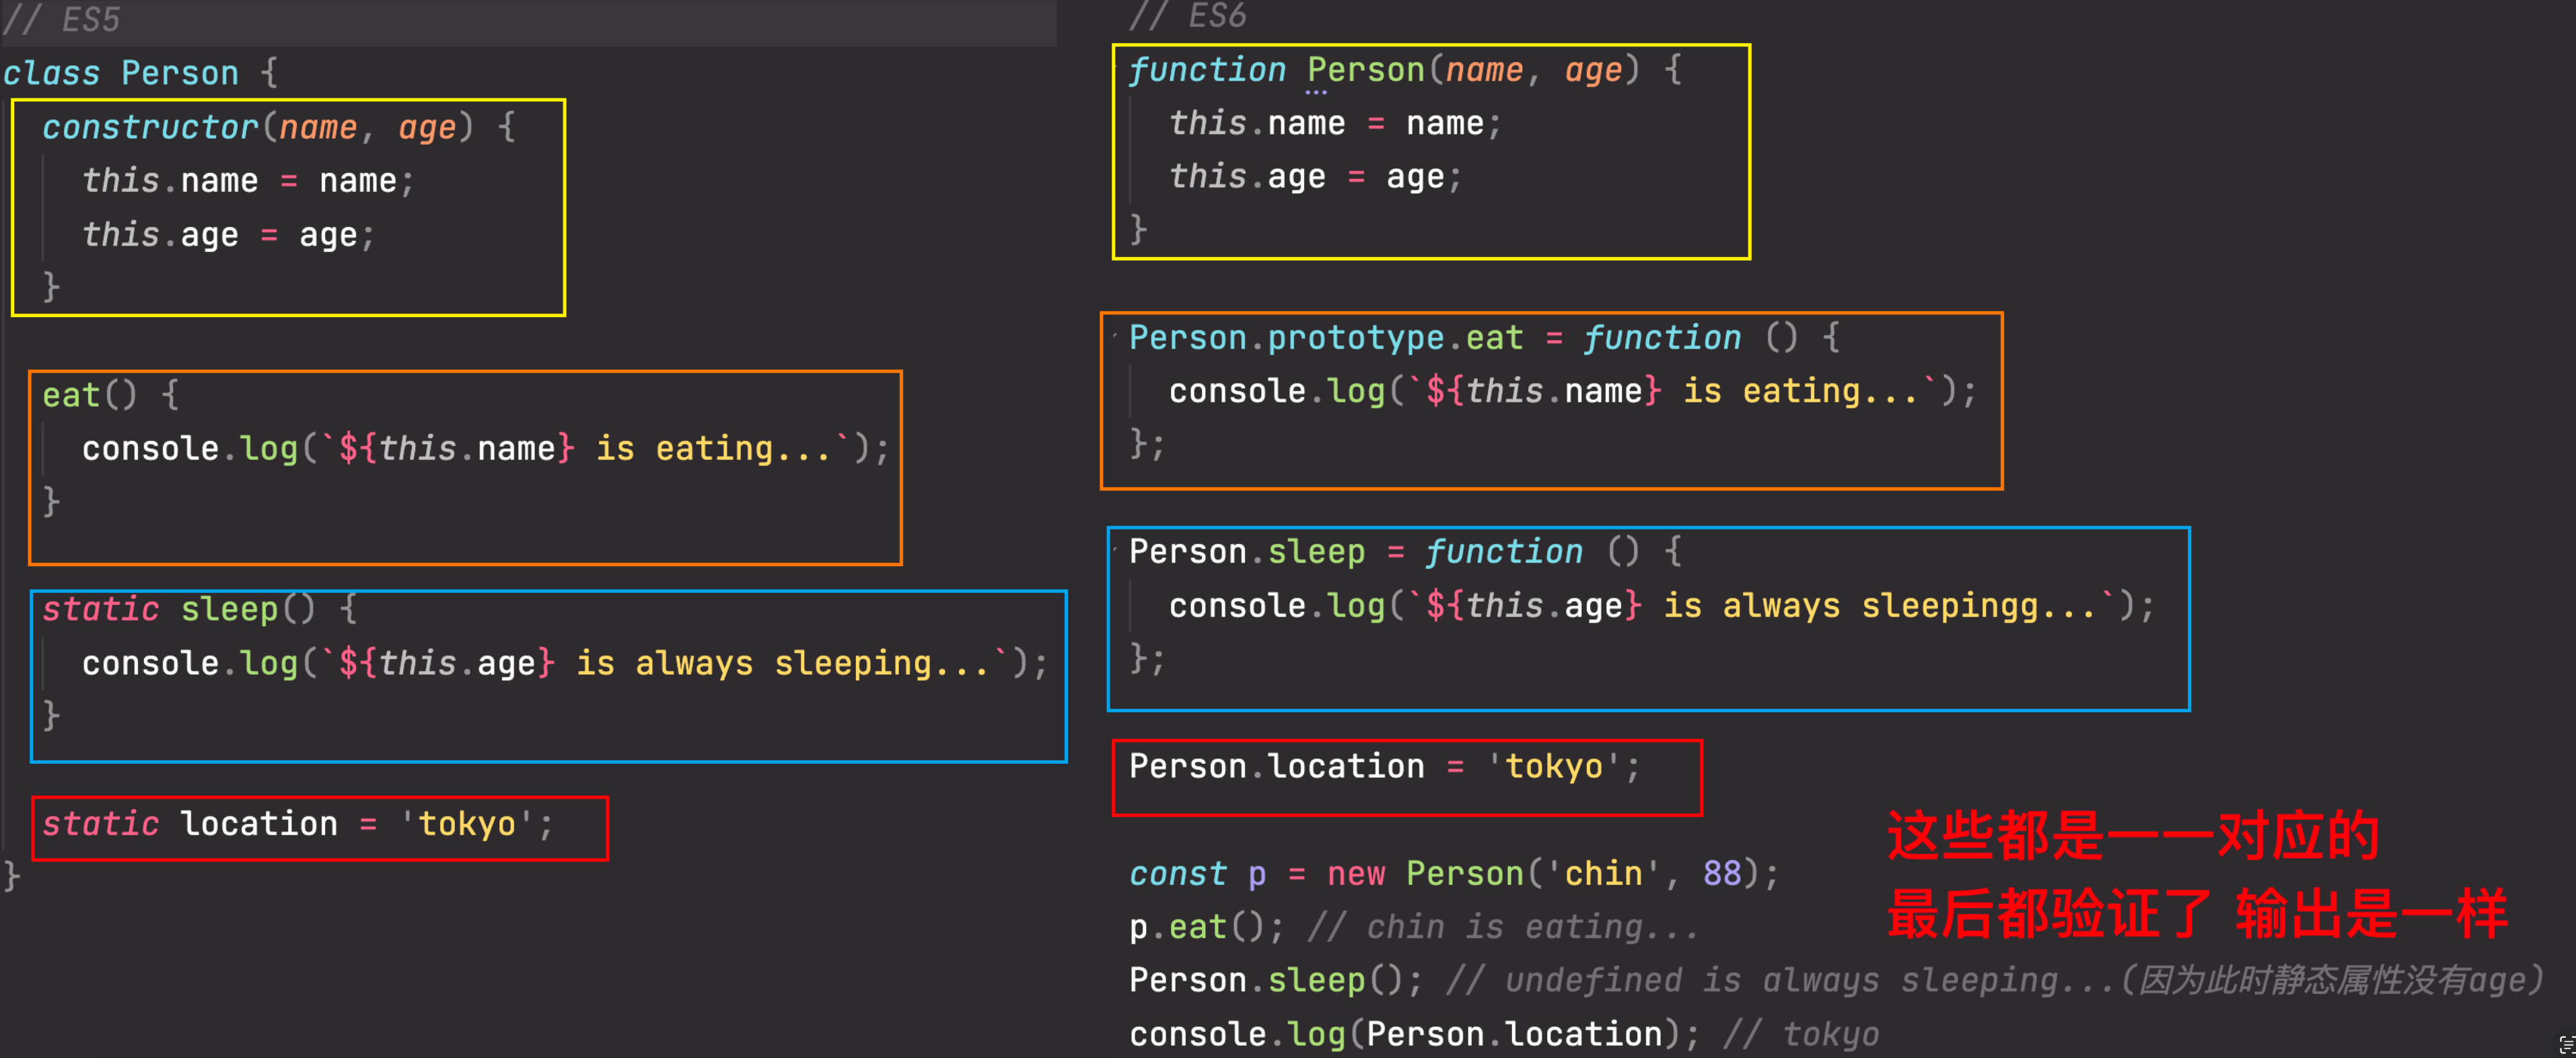 // ES5
class Person {
constructor(name, age) {
this.name = name;
this.age = age;
}
eat() {
console.log(`${this.name} is eating...`);
}
static sleep() {
console.log(`${this.age} is always sleeping...`);
}
static location = 'tokyo';
}
// ES6
function Person(name, age) {
this.name = name;
this.age = age;
}
Person.prototype.eat = function () {
console.log(`${this.name} is eating...`);
};
Person.sleep = function () {
console.log(`${this.age} is always sleepingg...`);
};
Person.location = 'tokyo';
const p = new Person('chin', 88);
p.eat(); // chin is eating...
Person.sleep(); // undefined is always sleeping...(因为此时静态属性没有age)
console.log(Person.location); // tokyo
这些都是一一对应的
最后都验证了 输出是一样